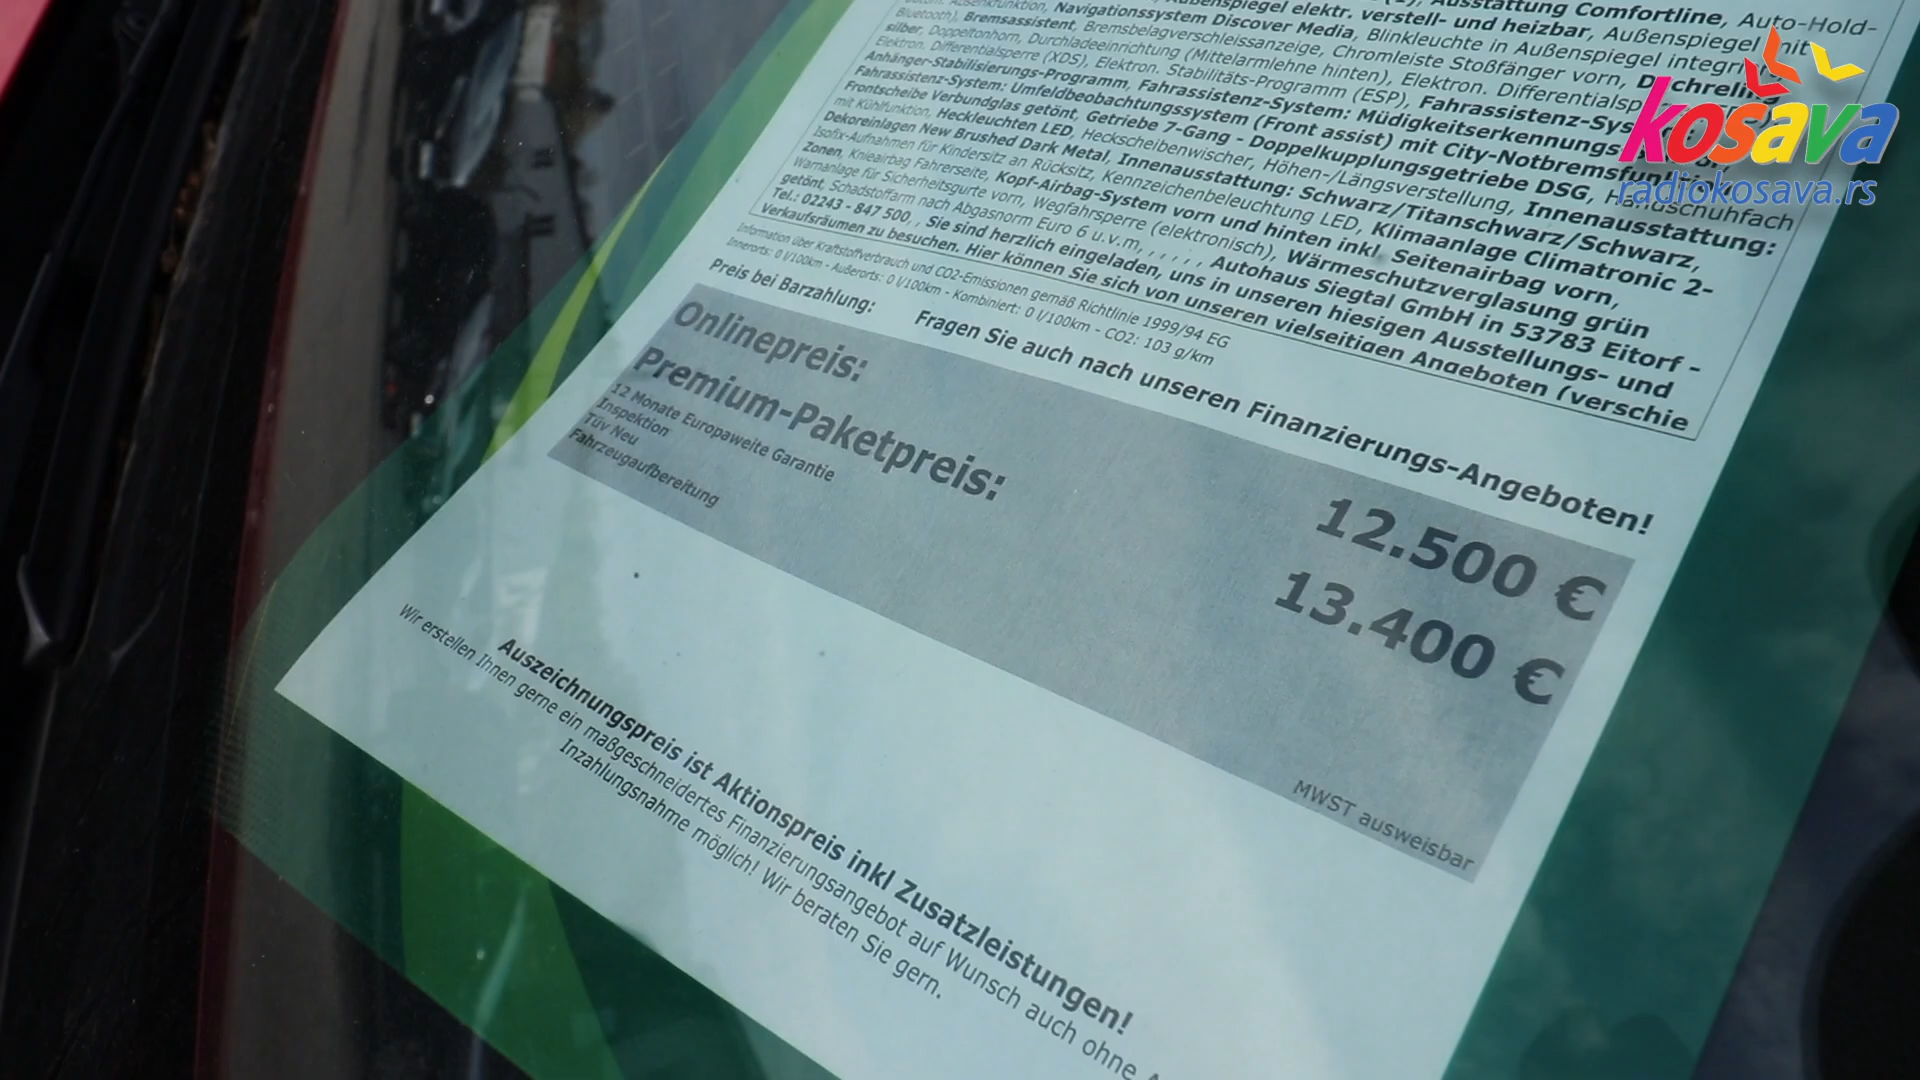 Ausstattung Comfortline, Auto-Hold-
Navigationssystem Discover Media, Außenspiegel elektr. verstell- und heizbar, Außenspiegel mit
Bluetooth), Bremsassistent, Bremsbelagverschleissanzeige, Blinkleuchte in Außenspiegel integriert
silber, Doppeltonhorn, Durchladeeinrichtung (Mittelarmlehne hinten), Chromleiste Stoßfänger vorn,
Elektron. Differentialsperre (XDS), Elektron. Stabilitäts-Programm (ESP), Elektron.
Anhänger-Stabilisierungs-Programm, Fahrassistenz-System: Müdigkeitserkennungs
Fahrassistenz-System: Umfeldbeobachtungssystem (Front assist) mit City-Notbremsfunktion
Frontscheibe Verbundglas getönt, Getriebe 7-Gang - Doppelkupplungsgetriebe DSG, Handschuhfach
mit Kühlfunktion, Heckleuchten LED, Heckscheibenwischer, Höhen-/Längsverstellung, Innenausstattung:
Dekoreinlagen New Brushed Dark Metal, Innenausstattung: Schwarz/Titanschwarz/Schwarz,
Isofix-Aufnahmen für Kindersitz an Rücksitz, Kennzeichenbeleuchtung LED, Klimaanlage Climatronic 2-
Zonen, Knieairbag Fahrerseite, Kopf-Airbag-System vorn und hinten inkl. Seitenairbag vorn,
Warnanlage für Sicherheitsgurte vorn, Wegfahrsperre (elektronisch), Wärmeschutzverglasung grün
getönt, Schadstoffarm nach Abgasnorm Euro 6 u.v.m, , , , , , Autohaus Siegtal GmbH in 53783 Eitorf -
Tel.: 02243 - 847 500, , Sie sind herzlich eingeladen, uns in unseren hiesigen Ausstellungs- und
Verkaufsräumen zu besuchen. Hier können Sie sich von unseren vielseitigen Angeboten (verschie
Information über Kraftstoffverbrauch und CO2-Emissionen gemäß Richtlinie 1999/94 EG
Innerorts: 0 l/100km - Außerorts: 0 l/100km - Kombiniert: 0 l/100km - CO2: 103 g/km
Preis bei Barzahlung: Fragen Sie auch nach unseren Finanzierungs-Angeboten!
Onlinepreis: 12.500 €
Premium-Paketpreis: 13.400 €
12 Monate Europaweite Garantie
Inspektion
Tüv Neu
Fahrzeugaufbereitung
MWST ausweisbar
Auszeichnungspreis ist Aktionspreis inkl Zusatzleistungen!
Wir erstellen Ihnen gerne ein maßgeschneidertes Finanzierungsangebot auf Wunsch auch ohne
Inzahlungsnahme möglich! Wir beraten Sie gern.
košava
radiokosava.rs